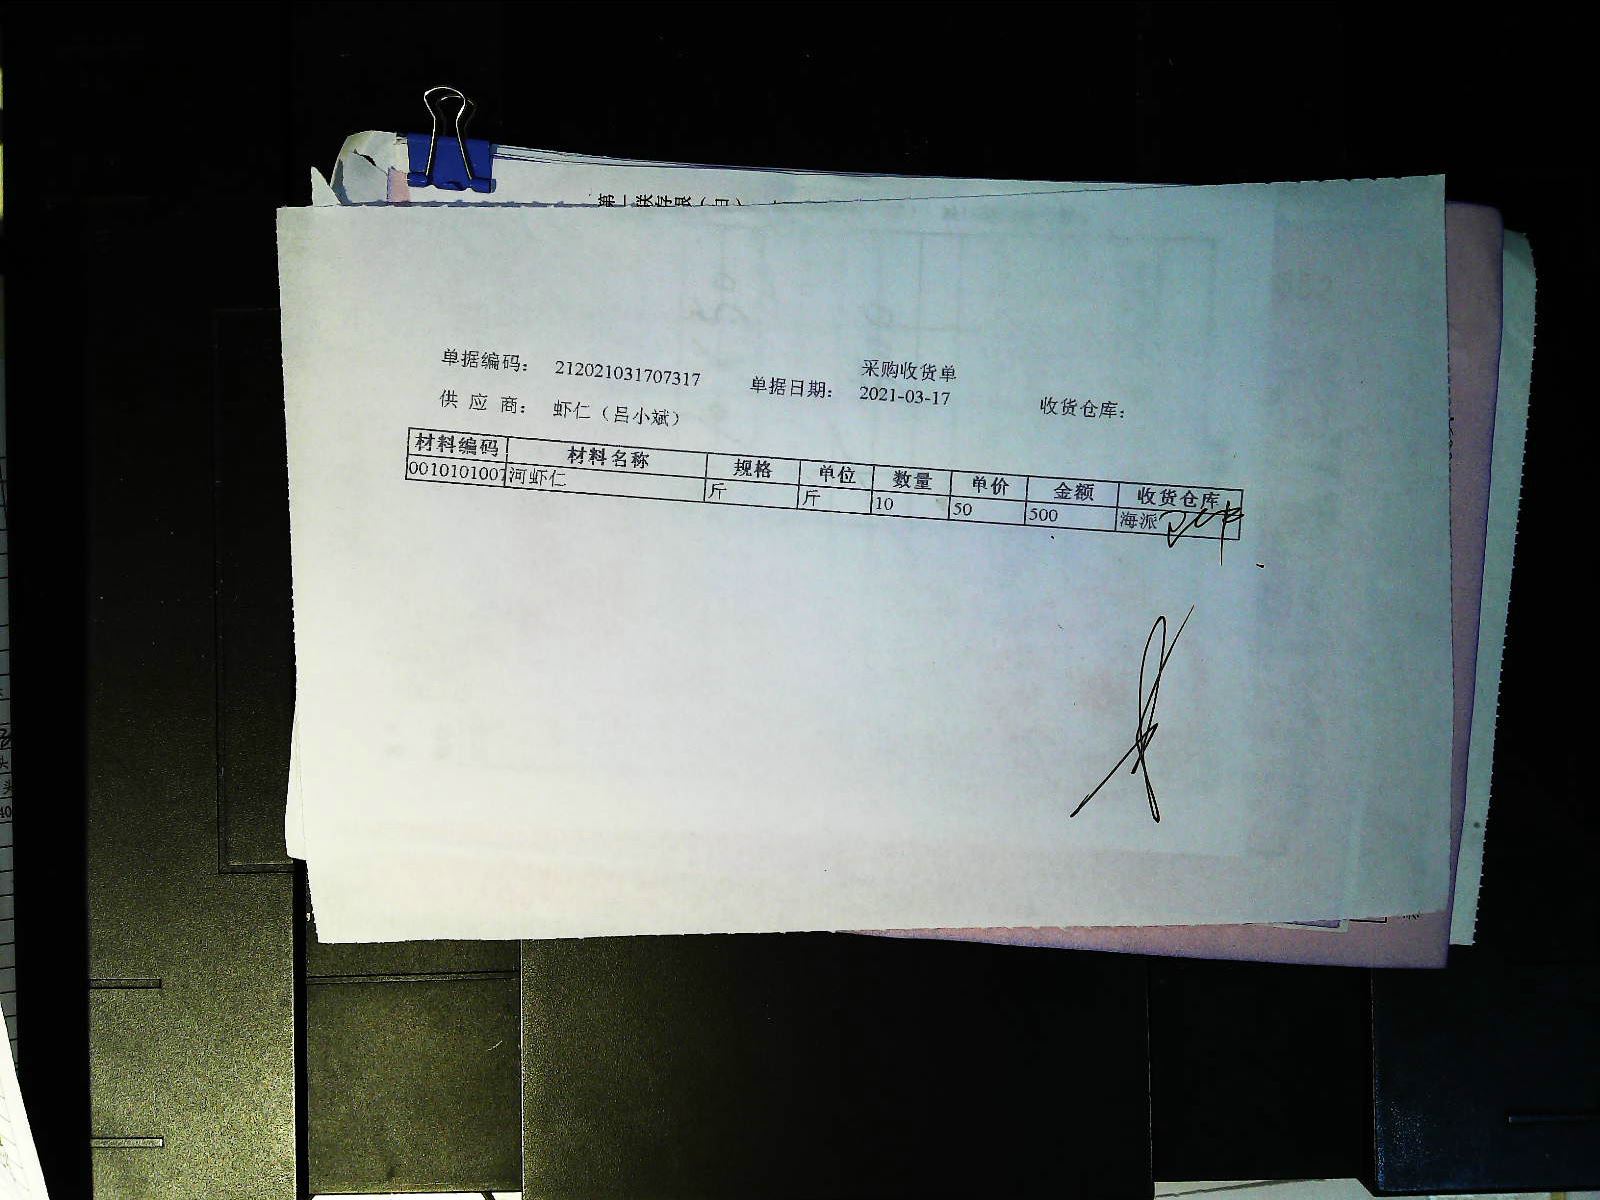 采购收货单
单据编码: 212021031707317 单据日期: 2021-03-17 收货仓库:
供 应 商: 虾仁（吕小斌）
材料编码 材料名称 规格 单位 数量 单价 金额 收货仓库
0010101007 河虾仁 斤 斤 10 50 500 海派